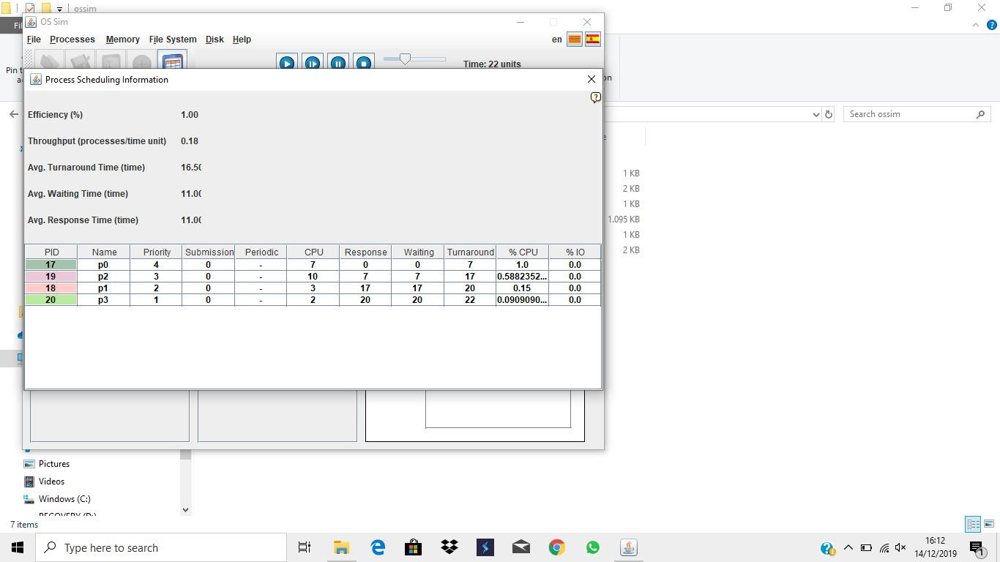 ossim
OS Sim
File Processes Memory File System Disk Help
en
Time: 22 units
Pin t
Process Scheduling Information
Efficiency (%) 1.00
Throughput (processes/time unit) 0.18
Avg. Turnaround Time (time) 16.50
Avg. Waiting Time (time) 11.00
Avg. Response Time (time) 11.00
Search ossim
PID Name Priority Submission Periodic CPU Response Waiting Turnaround % CPU % IO
17 p0 4 0 - 7 0 0 7 1.0 0.0
19 p2 3 0 - 10 7 7 17 0.5882352... 0.0
18 p1 2 0 - 3 17 17 20 0.15 0.0
20 p3 1 0 - 2 20 20 22 0.0909090... 0.0
1 KB
2 KB
1 KB
1.095 KB
1 KB
2 KB
Pictures
Videos
Windows (C:)
RECOVERY (D:)
7 items
Type here to search
16:12
14/12/2019
1